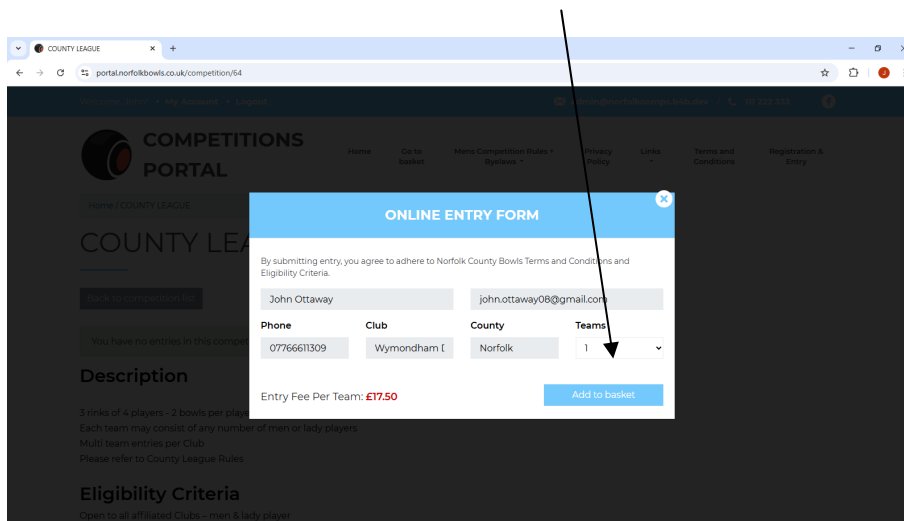 COUNTY LEAGUE
portal.norfolkbowls.co.uk/competition/64
My Account
COMPETITIONS
PORTAL
Home
Go to
basket
Mens Competition Rules
Byelaws
Privacy
Policy
Links
Terms and
Conditions
Registration &
Entry
Home / COUNTY LEAGUE
COUNTY LEA
Back to competition list
You have no entries in this compet
ONLINE ENTRY FORM
By submitting entry, you agree to adhere to Norfolk County Bowls Terms and Conditions and
Eligibility Criteria.
John Ottaway
john.ottaway08@gmail.com
Phone Club County Teams
07766611309 Wymondham [ Norfolk 1
Entry Fee Per Team: £17.50
Add to basket
Description
3 rinks of 4 players - 2 bowls per playe
Each team may consist of any number of men or lady players
Multi team entries per Club
Please refer to County League Rules
Eligibility Criteria
Open to all affiliated Clubs – men & lady player